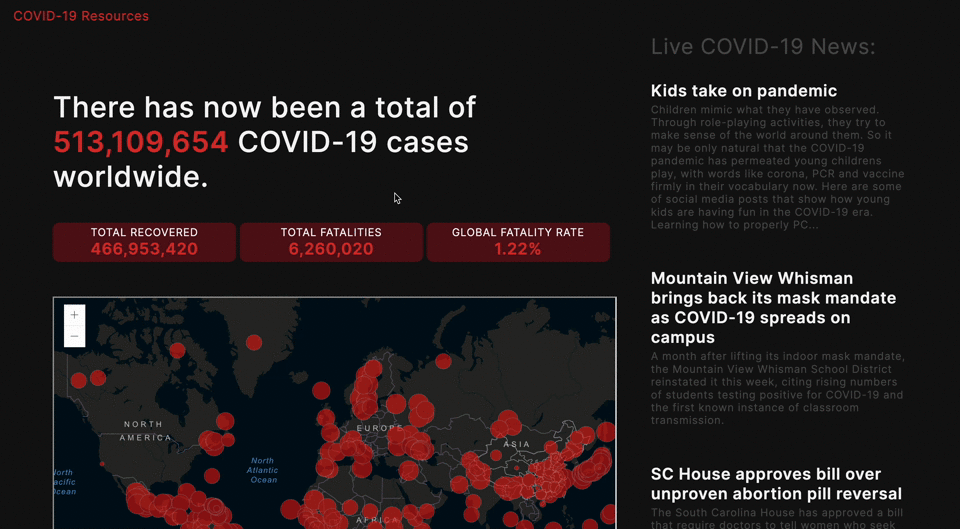 COVID-19 Resources
There has now been a total of
513,109,654 COVID-19 cases
worldwide.
TOTAL RECOVERED
466,953,420
TOTAL FATALITIES
6,260,020
GLOBAL FATALITY RATE
1.22%
+
−
NORTH
AMERICA
North
Atlantic
Ocean
EUROPE
ASIA
AFRICA
orth
acific
cean
Live COVID-19 News:
Kids take on pandemic
Children mimic what they have observed.
Through role-playing activities, they try to
make sense of the world around them. So it
may be only natural that the COVID-19
pandemic has permeated young childrens
play, with words like corona, PCR and vaccine
firmly in their vocabulary now. Here are some
of social media posts that show how young
kids are having fun in the COVID-19 era.
Learning how to properly PC...
Mountain View Whisman
brings back its mask mandate
as COVID-19 spreads on
campus
A month after lifting its indoor mask mandate,
the Mountain View Whisman School District
reinstated it this week, citing rising numbers
of students testing positive for COVID-19 and
the first known instance of classroom
transmission.
SC House approves bill over
unproven abortion pill reversal
The South Carolina House has approved a bill
that require doctors to tell women who seek